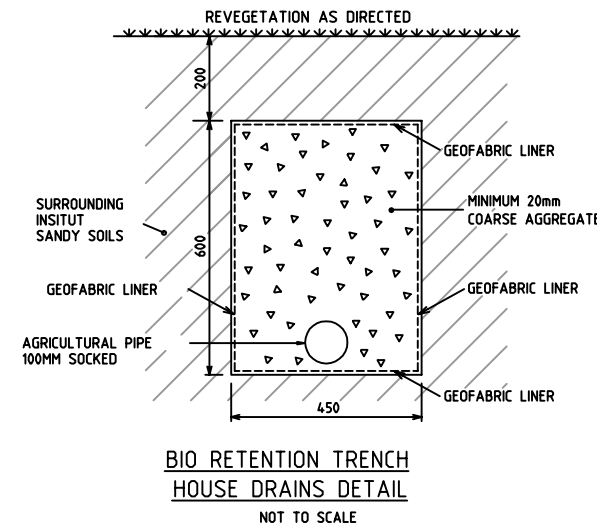 REVEGETATION AS DIRECTED
200
GEOFABRIC LINER
MINIMUM 20mm
COARSE AGGREGATE
SURROUNDING
INSITUT
SANDY SOILS
600
GEOFABRIC LINER
GEOFABRIC LINER
AGRICULTURAL PIPE
100MM SOCKED
GEOFABRIC LINER
450
BIO RETENTION TRENCH
HOUSE DRAINS DETAIL
NOT TO SCALE